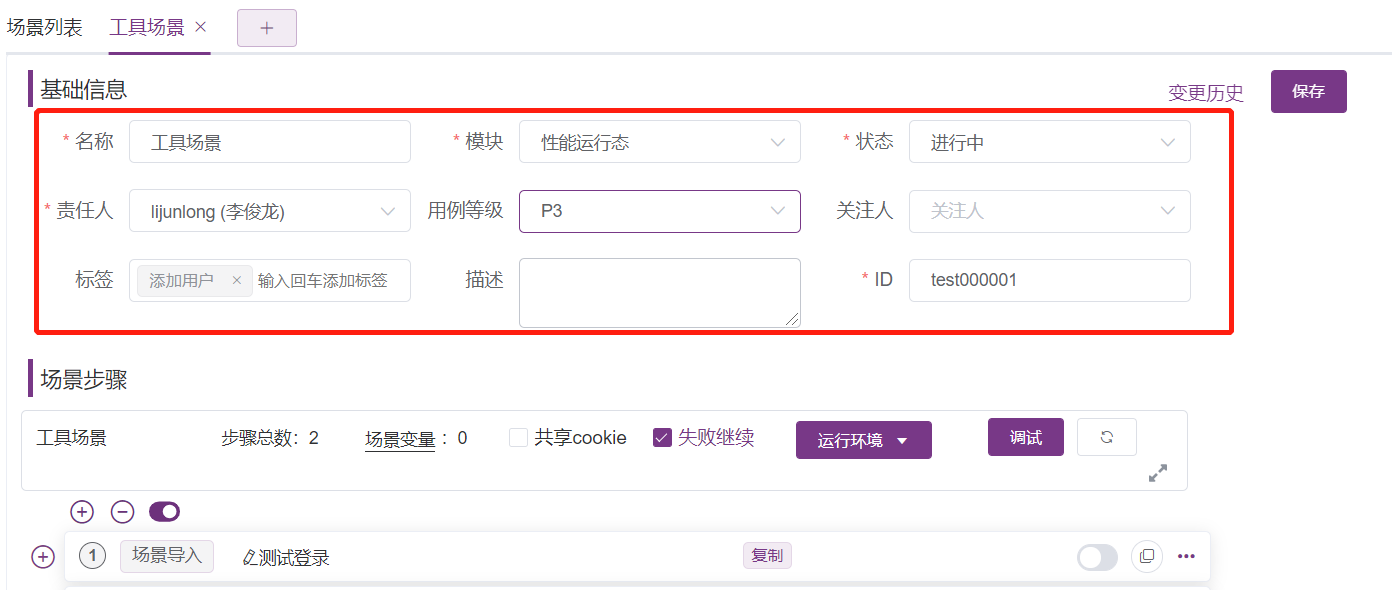 场景列表 工具场景 × +
基础信息 变更历史 保存
* 名称 工具场景 * 模块 性能运行态 * 状态 进行中
* 责任人 lijunlong (李俊龙) 用例等级 P3 关注人 关注人
标签 添加用户 × 输入回车添加标签 描述 * ID test000001
场景步骤
工具场景 步骤总数：2 场景变量：0 共享cookie 失败继续 运行环境 调试
1 场景导入 测试登录 复制